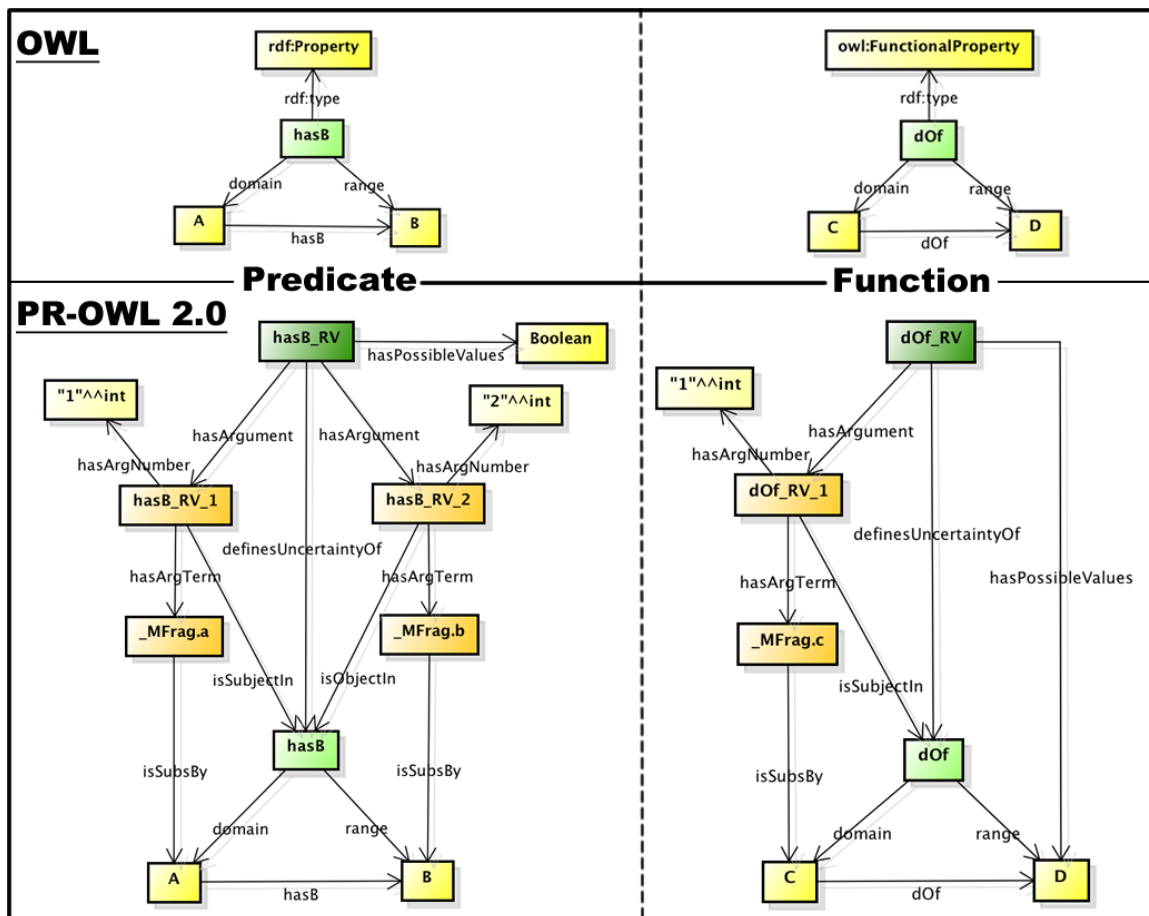 OWL
rdf:Property
owl:FunctionalProperty
rdf:type
rdf:type
hasB
dOf
domain
range
domain
range
A
B
C
D
hasB
dOf
Predicate
Function
PR-OWL 2.0
hasB_RV
hasPossibleValues
Boolean
"1"^^int
"2"^^int
hasArgument
hasArgument
hasArgNumber
hasArgNumber
hasB_RV_1
hasB_RV_2
definesUncertaintyOf
hasArgTerm
hasArgTerm
_MFrag.a
_MFrag.b
isSubjectIn
isObjectIn
hasB
isSubsBy
isSubsBy
domain
range
A
B
hasB
dOf_RV
"1"^^int
hasArgument
hasArgNumber
dOf_RV_1
definesUncertaintyOf
hasPossibleValues
hasArgTerm
_MFrag.c
isSubjectIn
dOf
isSubsBy
domain
range
C
D
dOf